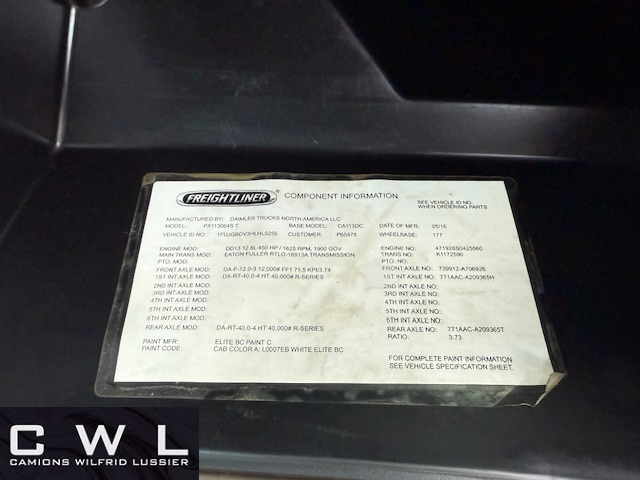 FREIGHTLINER COMPONENT INFORMATION
SEE VEHICLE ID NO.
WHEN ORDERING PARTS
MANUFACTURED BY: DAIMLER TRUCKS NORTH AMERICA LLC
MODEL: PX113064S T BASE MODEL: CA113DC DATE OF MFR: 05/16
VEHICLE ID NO: CUSTOMER: P65478 WHEELBASE: 177
ENGINE MOD: DD13 12.8L 450 HP / 1625 RPM, 1900 GOV ENGINE NO: 471928S0425560
MAIN TRANS MOD: EATON FULLER RTLO-16913A TRANSMISSION TRANS NO: K1172590
PTO. MOD: PTO. NO:
FRONT AXLE MOD: DA-F-12.0-3 12,000# FF1 71.5 KPI/3.74 FRONT AXLE NO: 739912-A706926
1ST INT AXLE MOD: DA-RT-40.0-4 HT 40,000# R-SERIES 1ST INT AXLE NO: 771AAC-A209365H
2ND INT AXLE MOD: 2ND INT AXLE NO:
3RD INT AXLE MOD: 3RD INT AXLE NO:
4TH INT AXLE MOD: 4TH INT AXLE NO:
5TH INT AXLE MOD: 5TH INT AXLE NO:
6TH INT AXLE MOD: 6TH INT AXLE NO:
REAR AXLE MOD: DA-RT-40.0-4 HT 40,000# R-SERIES REAR AXLE NO: 771AAC-A209365T
RATIO: 3.73
PAINT MFR: ELITE BC PAINT C
PAINT CODE: CAB COLOR A: L0007EB WHITE ELITE BC
FOR COMPLETE PAINT INFORMATION
SEE VEHICLE SPECIFICATION SHEET.
CWL
CAMIONS WILFRID LUSSIER